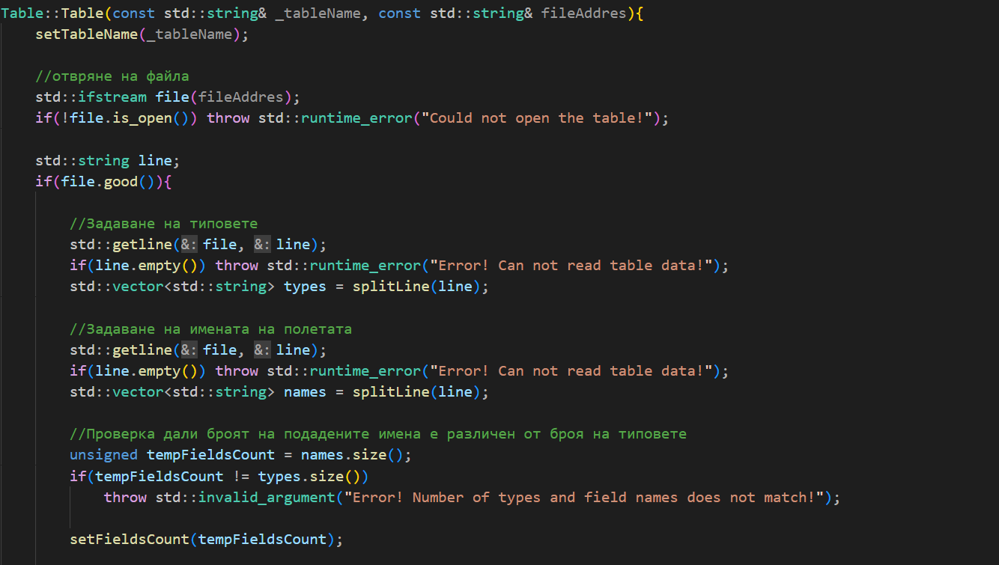 Table::Table(const std::string& _tableName, const std::string& fileAddres){
setTableName(_tableName);
//отвряне на файла
std::ifstream file(fileAddres);
if(!file.is_open()) throw std::runtime_error("Could not open the table!");
std::string line;
if(file.good()){
//Задаване на типовете
std::getline(&: file, &: line);
if(line.empty()) throw std::runtime_error("Error! Can not read table data!");
std::vector<std::string> types = splitLine(line);
//Задаване на имената на полетата
std::getline(&: file, &: line);
if(line.empty()) throw std::runtime_error("Error! Can not read table data!");
std::vector<std::string> names = splitLine(line);
//Проверка дали броят на подадените имена е различен от броя на типовете
unsigned tempFieldsCount = names.size();
if(tempFieldsCount != types.size())
throw std::invalid_argument("Error! Number of types and field names does not match!");
setFieldsCount(tempFieldsCount);